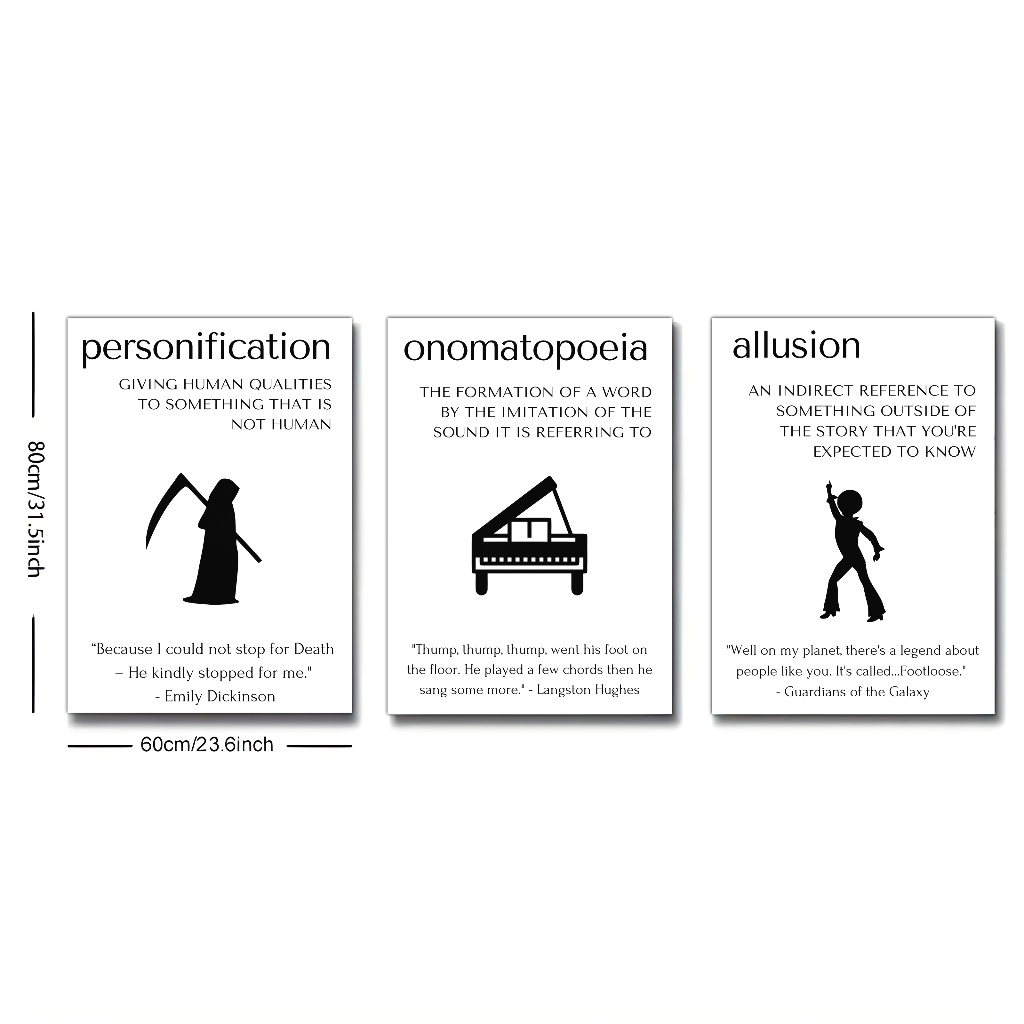 personification
GIVING HUMAN QUALITIES
TO SOMETHING THAT IS
NOT HUMAN
“Because I could not stop for Death
– He kindly stopped for me."
- Emily Dickinson
onomatopoeia
THE FORMATION OF A WORD
BY THE IMITATION OF THE
SOUND IT IS REFERRING TO
"Thump, thump, thump, went his foot on
the floor. He played a few chords then he
sang some more." - Langston Hughes
allusion
AN INDIRECT REFERENCE TO
SOMETHING OUTSIDE OF
THE STORY THAT YOU'RE
EXPECTED TO KNOW
"Well on my planet, there's a legend about
people like you. It's called...Footloose."
- Guardians of the Galaxy
80cm/31.5inch
60cm/23.6inch